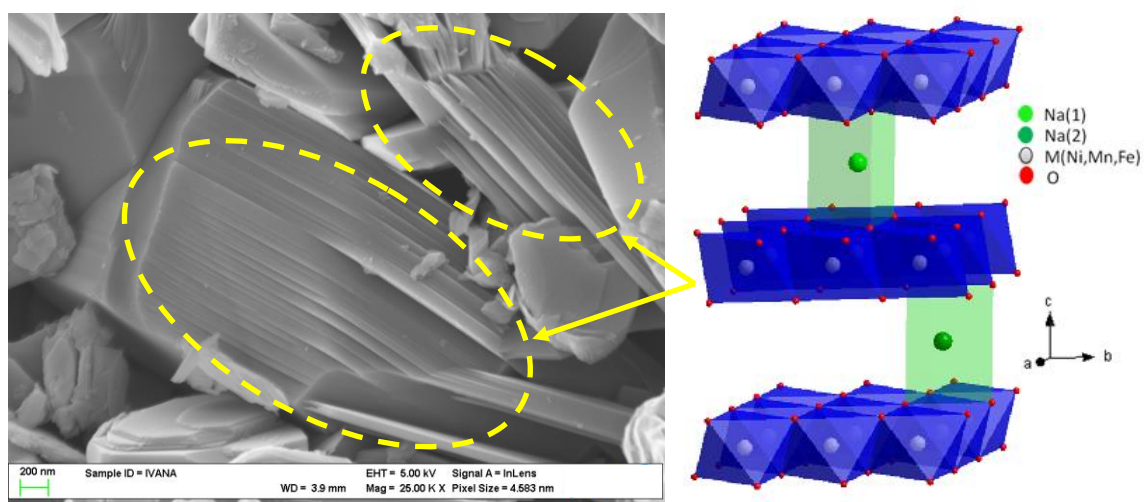 200 nm
Sample ID = IVANA
EHT = 5.00 kV Signal A = InLens
WD = 3.9 mm Mag = 25.00 K X Pixel Size = 4.583 nm
Na(1)
Na(2)
M(Ni,Mn,Fe)
O
c
a
b